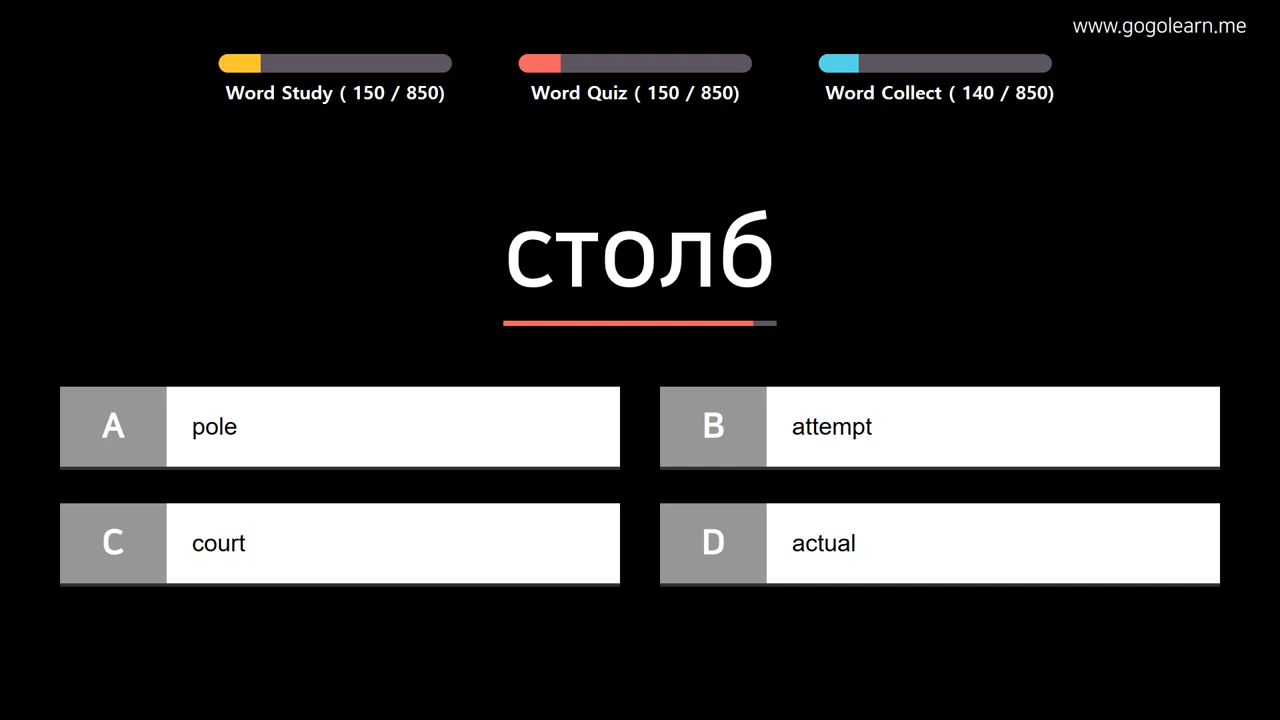 www.gogolearn.me
Word Study ( 150 / 850)
Word Quiz ( 150 / 850)
Word Collect ( 140 / 850)
столб
A pole
B attempt
C court
D actual